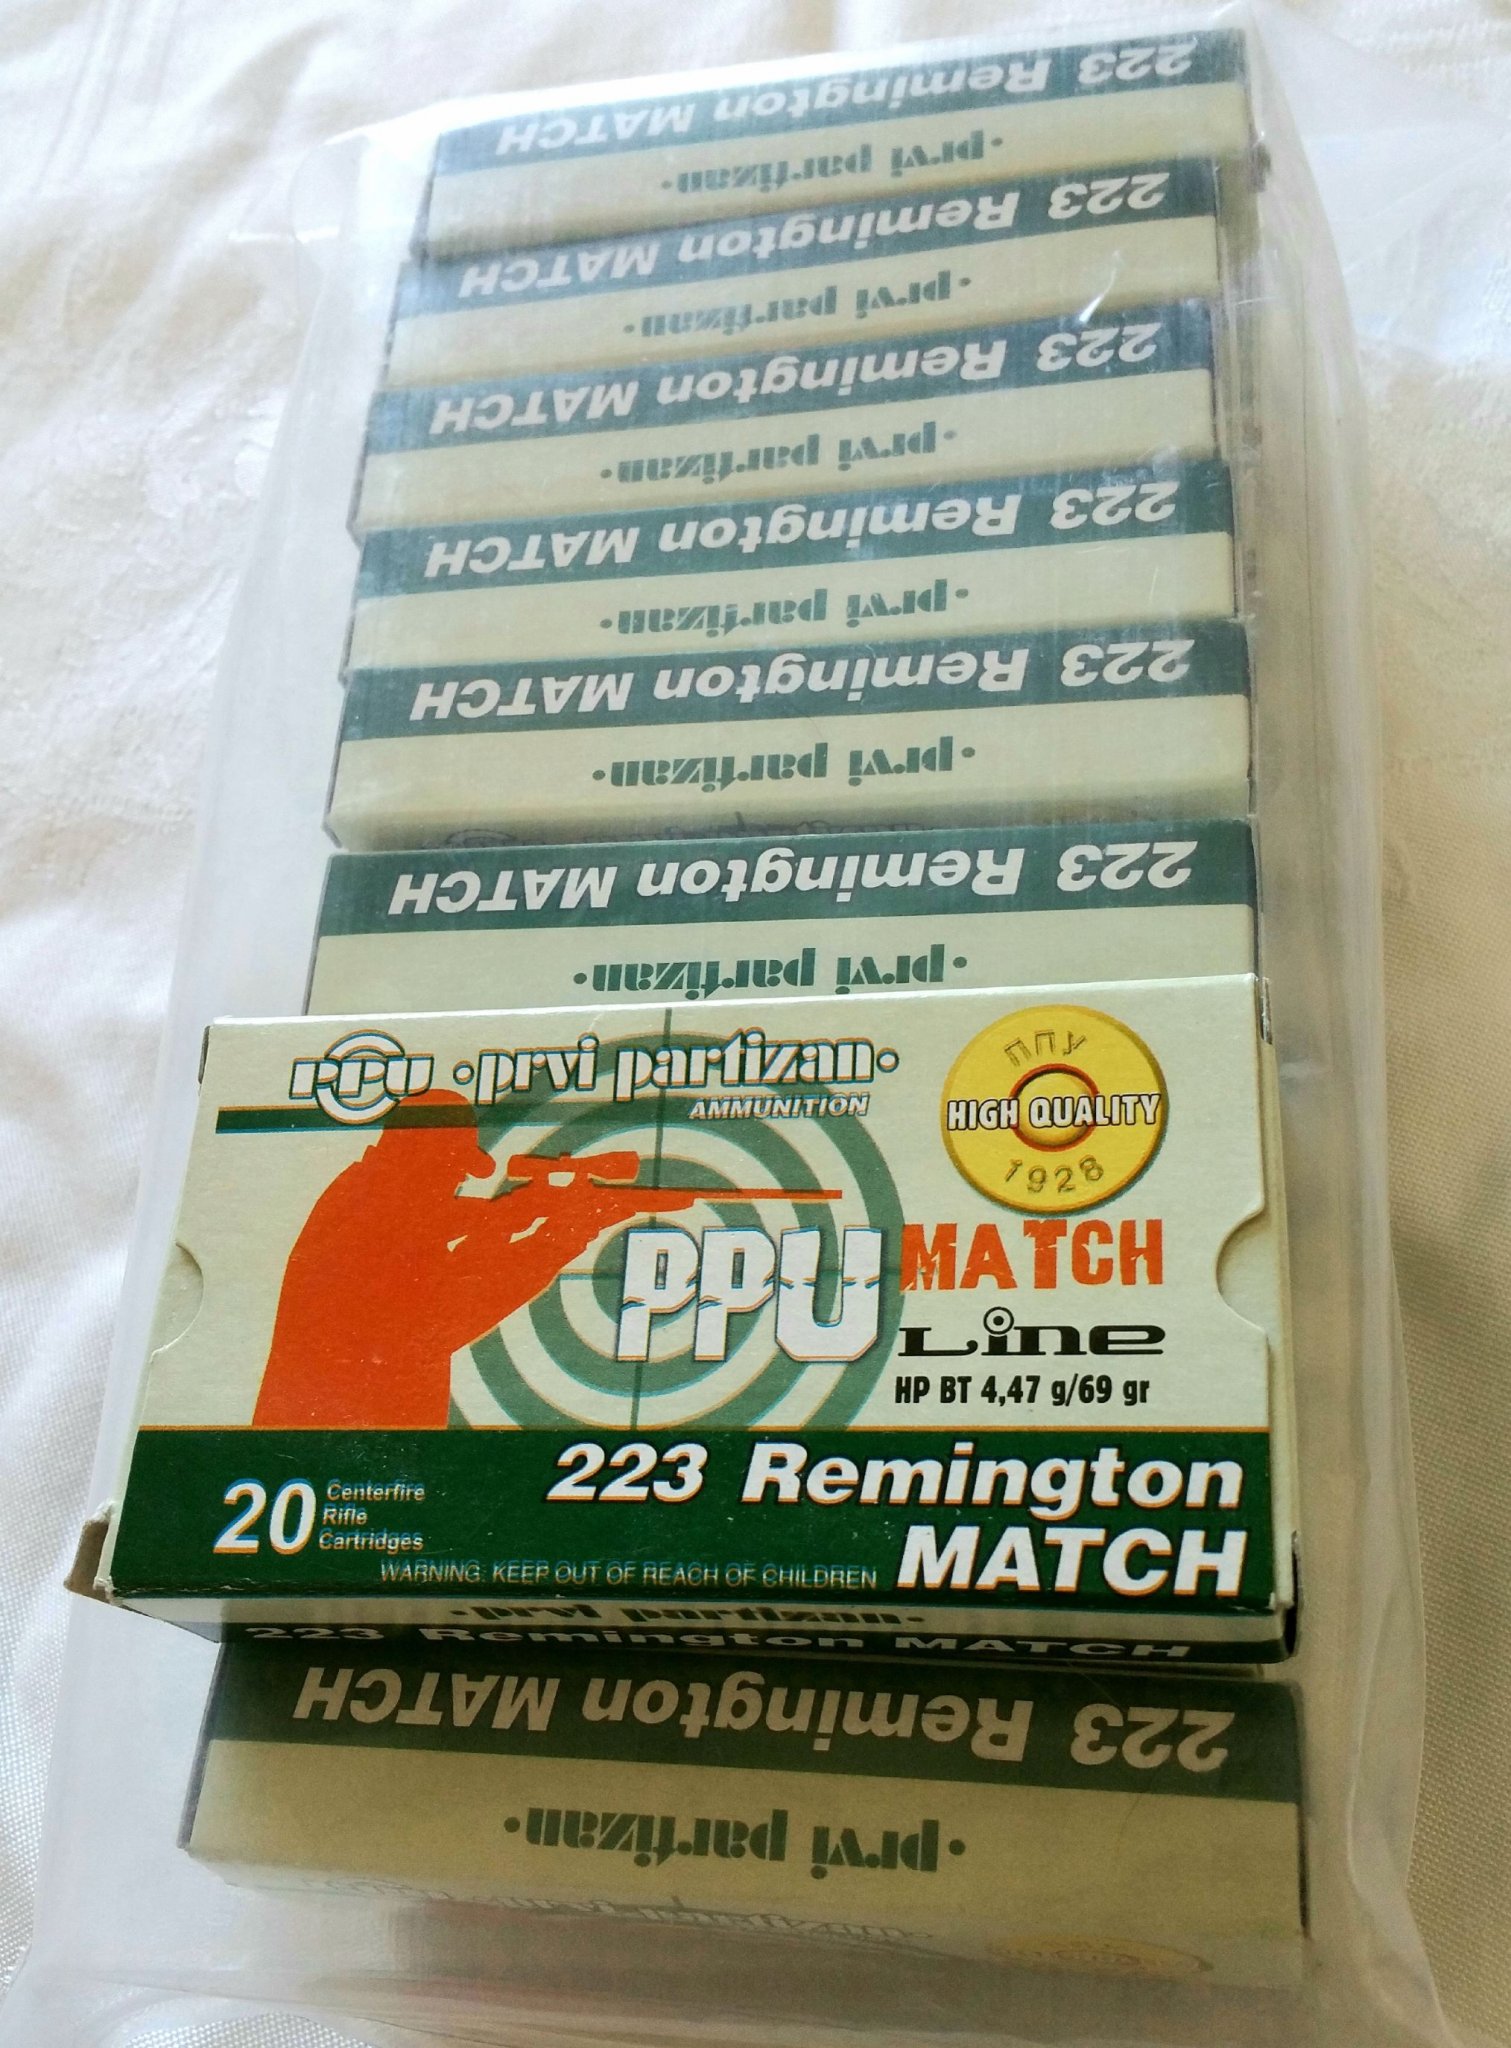 223 Remington MATCH
·prvi partizan·
223 Remington MATCH
·prvi partizan·
223 Remington MATCH
·prvi partizan·
223 Remington MATCH
·prvi partizan·
223 Remington MATCH
·prvi partizan·
223 Remington MATCH
·prvi partizan·
PPU ·prvi partizan·
AMMUNITION
ППУ
HIGH QUALITY
1928
PPU MATCH
Line
HP BT 4,47 g/69 gr
20 Centerfire
Rifle
Cartridges
223 Remington
MATCH
WARNING: KEEP OUT OF REACH OF CHILDREN
·prvi partizan·
223 Remington MATCH
223 Remington MATCH
·prvi partizan·